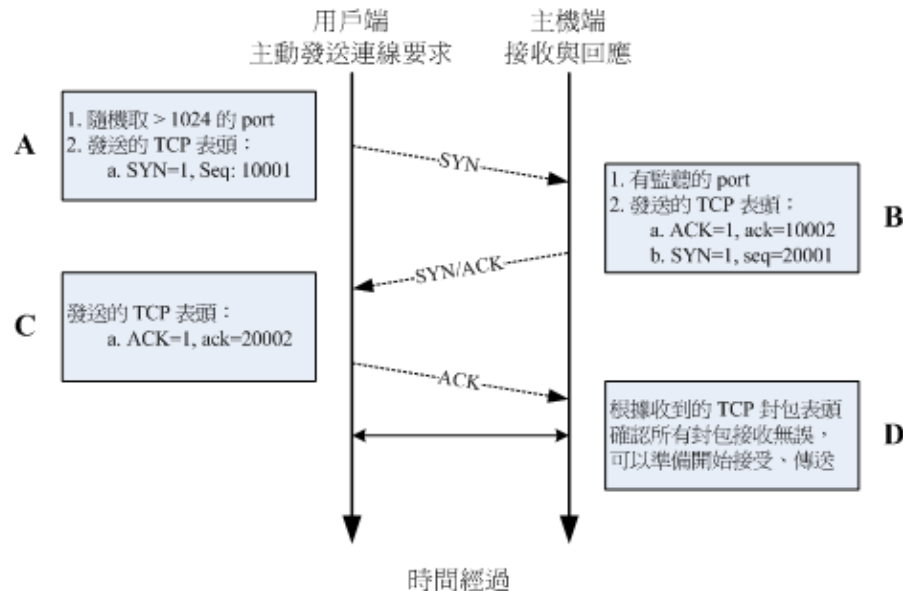 用戶端
主動發送連線要求
主機端
接收與回應
A
1. 隨機取 > 1024 的 port
2. 發送的 TCP 表頭：
a. SYN=1, Seq: 10001
SYN
1. 有監聽的 port
2. 發送的 TCP 表頭：
a. ACK=1, ack=10002
b. SYN=1, seq=20001
B
SYN/ACK
C
發送的 TCP 表頭：
a. ACK=1, ack=20002
ACK
根據收到的 TCP 封包表頭
確認所有封包接收無誤，
可以準備開始接受、傳送
D
時間經過